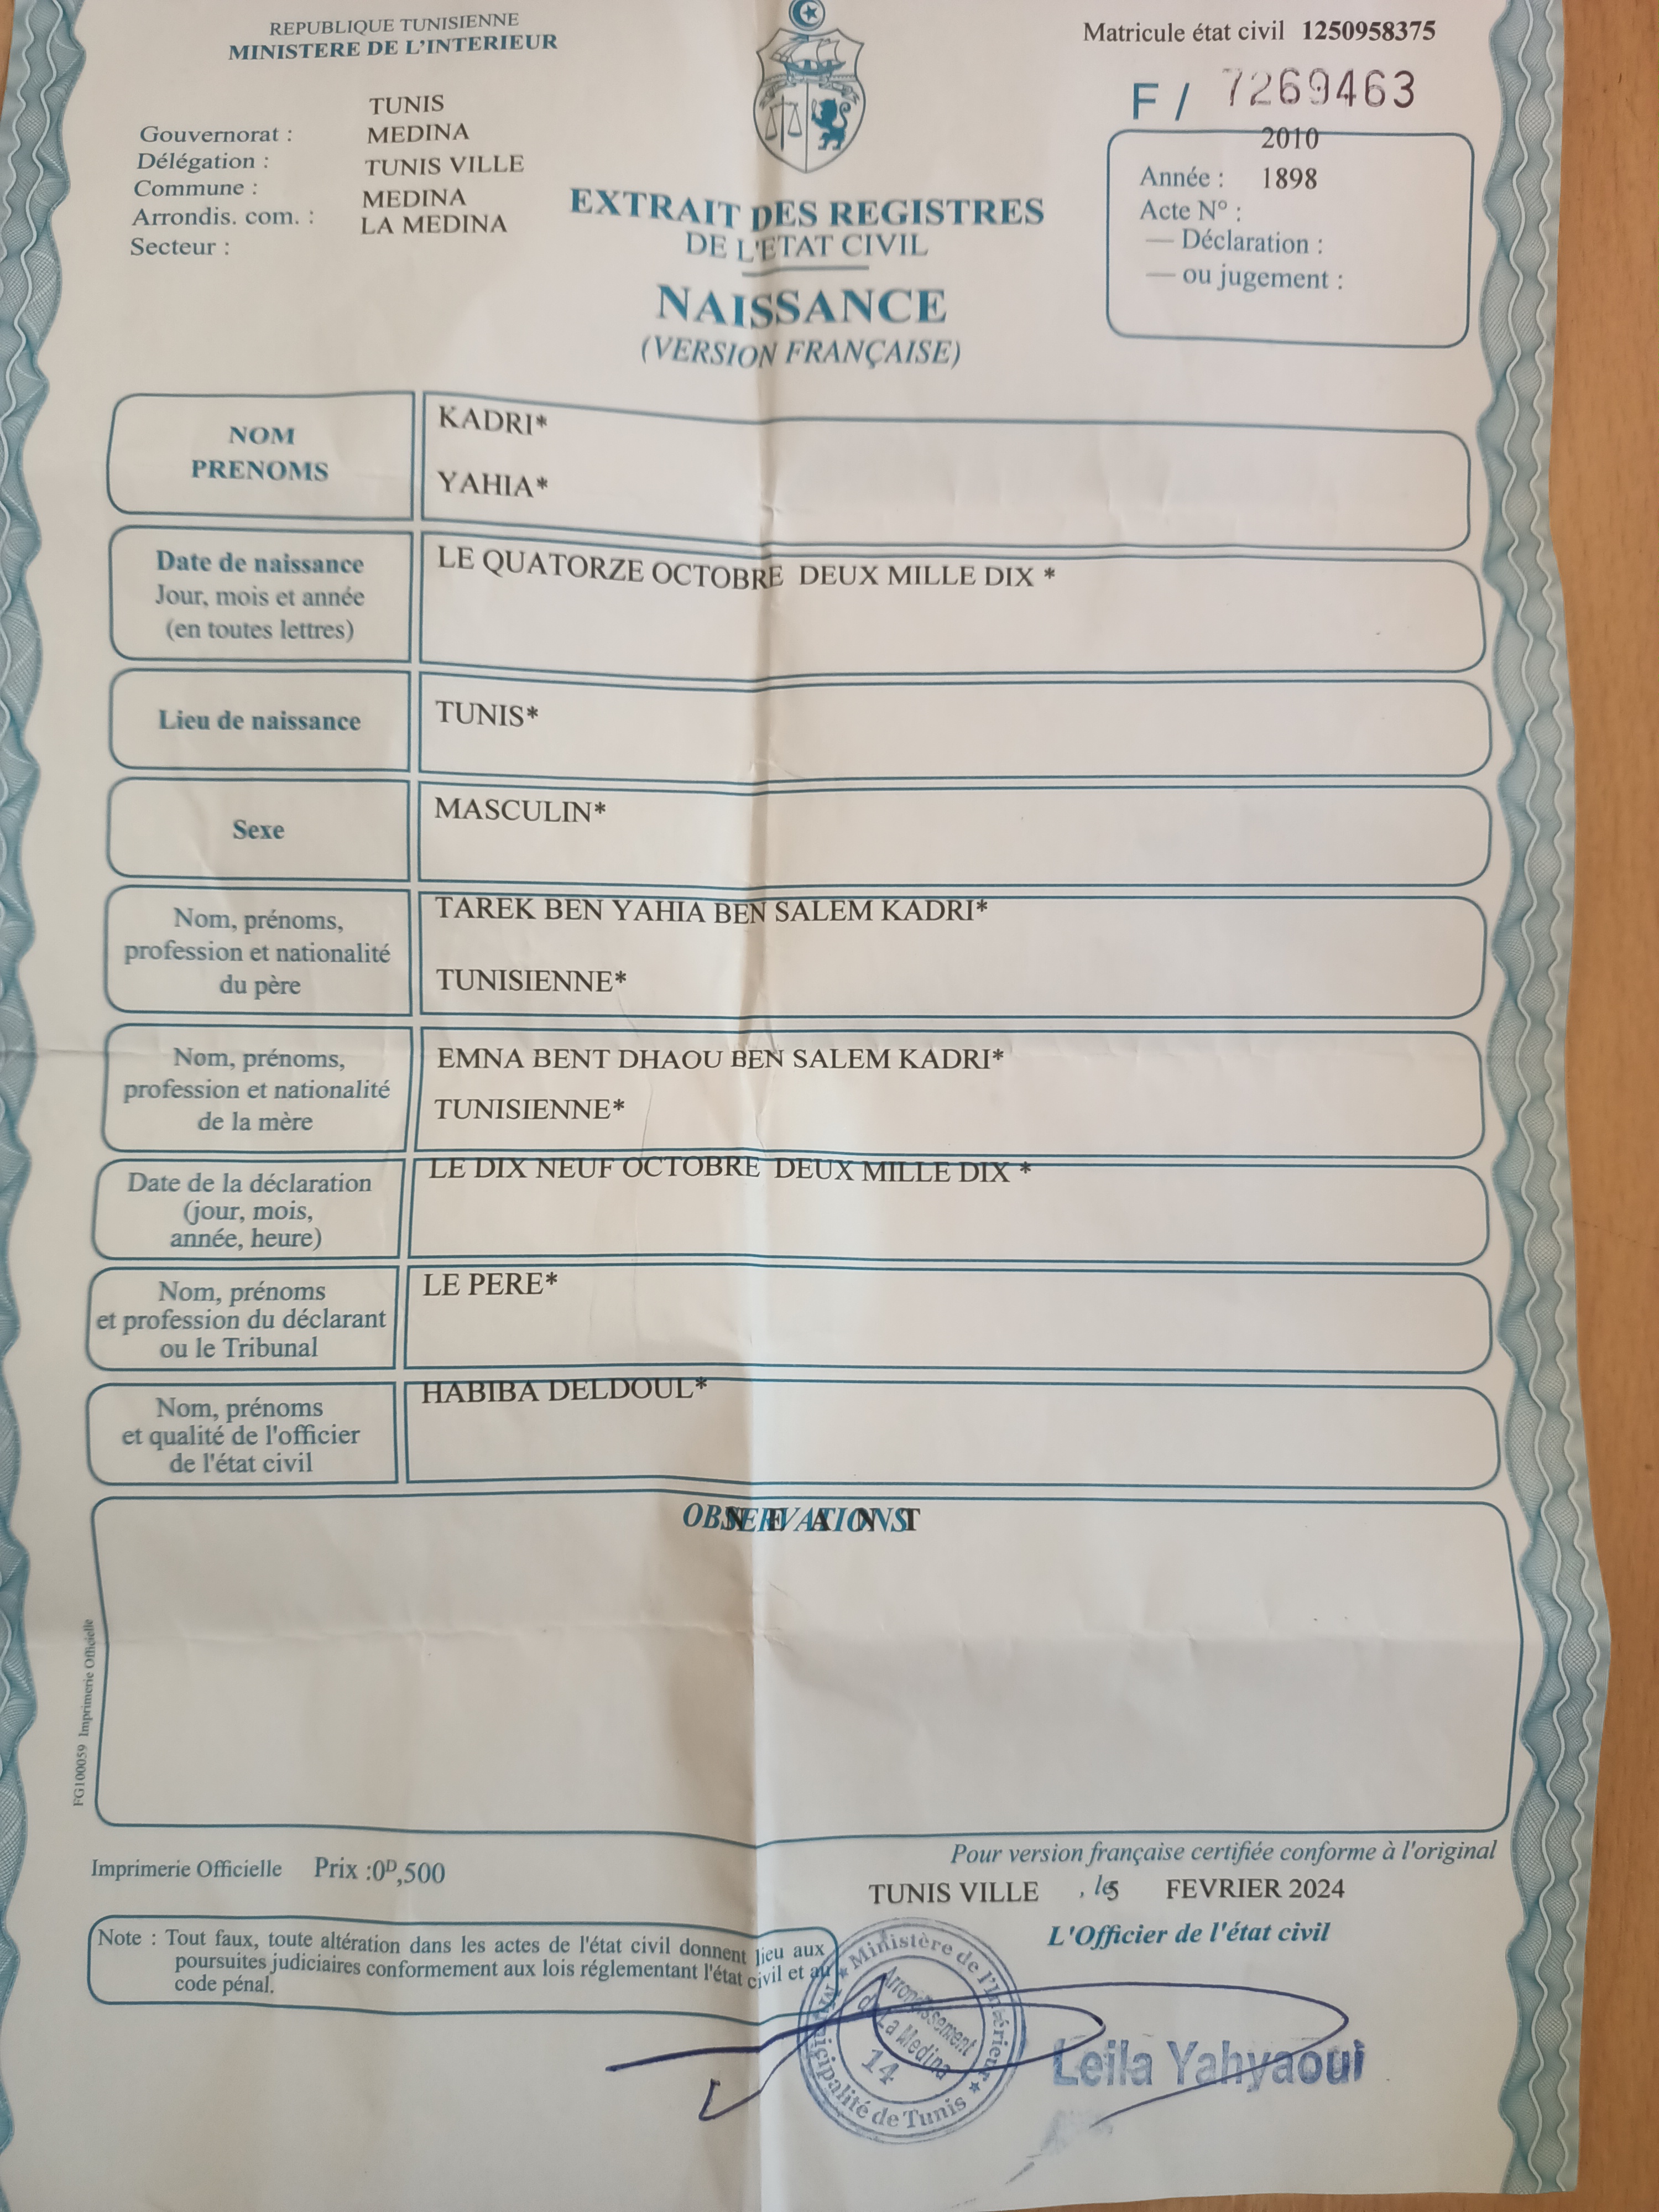 REPUBLIQUE TUNISIENNE
MINISTERE DE L'INTERIEUR
Matricule état civil 1250958375
F / 7269463
TUNIS
Gouvernorat : MEDINA
Délégation : TUNIS VILLE
Commune : MEDINA
Arrondis. com. : LA MEDINA
Secteur :
2010
Année : 1898
Acte N° :
— Déclaration :
— ou jugement :
EXTRAIT DES REGISTRES
DE L'ETAT CIVIL
NAISSANCE
(VERSION FRANÇAISE)
NOM
PRENOMS
KADRI*
YAHIA*
Date de naissance
Jour, mois et année
(en toutes lettres)
LE QUATORZE OCTOBRE DEUX MILLE DIX *
Lieu de naissance
TUNIS*
Sexe
MASCULIN*
Nom, prénoms,
profession et nationalité
du père
TAREK BEN YAHIA BEN SALEM KADRI*
TUNISIENNE*
Nom, prénoms,
profession et nationalité
de la mère
EMNA BENT DHAOU BEN SALEM KADRI*
TUNISIENNE*
Date de la déclaration
(jour, mois,
année, heure)
LE DIX NEUF OCTOBRE DEUX MILLE DIX *
Nom, prénoms
et profession du déclarant
ou le Tribunal
LE PERE*
Nom, prénoms
et qualité de l'officier
de l'état civil
HABIBA DELDOUL*
OBSERVATIONS
N E A N T
FG100059 Imprimerie Officielle
Imprimerie Officielle Prix :0D,500
Pour version française certifiée conforme à l'original
TUNIS VILLE , le 5 FEVRIER 2024
L'Officier de l'état civil
Note : Tout faux, toute altération dans les actes de l'état civil donnent lieu aux
poursuites judiciaires conformement aux lois réglementant l'état civil et au
code pénal.
Ministère de l'Intérieur
Municipalité de Tunis
Arrondissement
de La Medina
14
Leila Yahyaoui